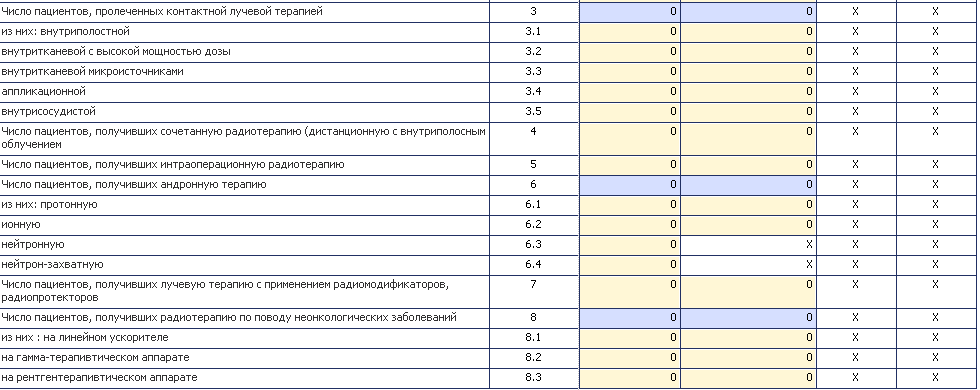 Число пациентов, пролеченных контактной лучевой терапией 3 0 0 X X
из них: внутриполостной 3.1 0 0 X X
внутритканевой с высокой мощностью дозы 3.2 0 0 X X
внутритканевой микроисточниками 3.3 0 0 X X
аппликационной 3.4 0 0 X X
внутрисосудистой 3.5 0 0 X X
Число пациентов, получивших сочетанную радиотерапию (дистанционную с внутриполосным 4 0 0 X X
облучением
Число пациентов, получивших интраоперационную радиотерапию 5 0 0 X X
Число пациентов, получивших андронную терапию 6 0 0 X X
из них: протонную 6.1 0 0 X X
ионную 6.2 0 0 X X
нейтронную 6.3 0 X X X
нейтрон-захватную 6.4 0 X X X
Число пациентов, получивших лучевую терапию с применением радиомодификаторов, 7 0 0 X X
радиопротекторов
Число пациентов, получивших радиотерапию по поводу неонкологических заболеваний 8 0 0 X X
из них : на линейном ускорителе 8.1 0 0 X X
на гамма-терапивтическом аппарате 8.2 0 0 X X
на рентгентерапивтическом аппарате 8.3 0 0 X X